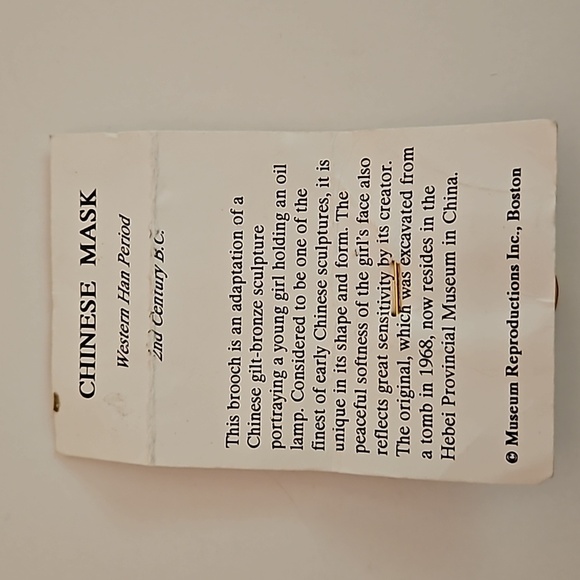 CHINESE MASK
Western Han Period
2nd Century B.C.
This brooch is an adaptation of a
Chinese gilt-bronze sculpture
portraying a young girl holding an oil
lamp. Considered to be one of the
finest of early Chinese sculptures, it is
unique in its shape and form. The
peaceful softness of the girl's face also
reflects great sensitivity by its creator.
The original, which was excavated from
a tomb in 1968, now resides in the
Hebei Provincial Museum in China.
© Museum Reproductions Inc., Boston